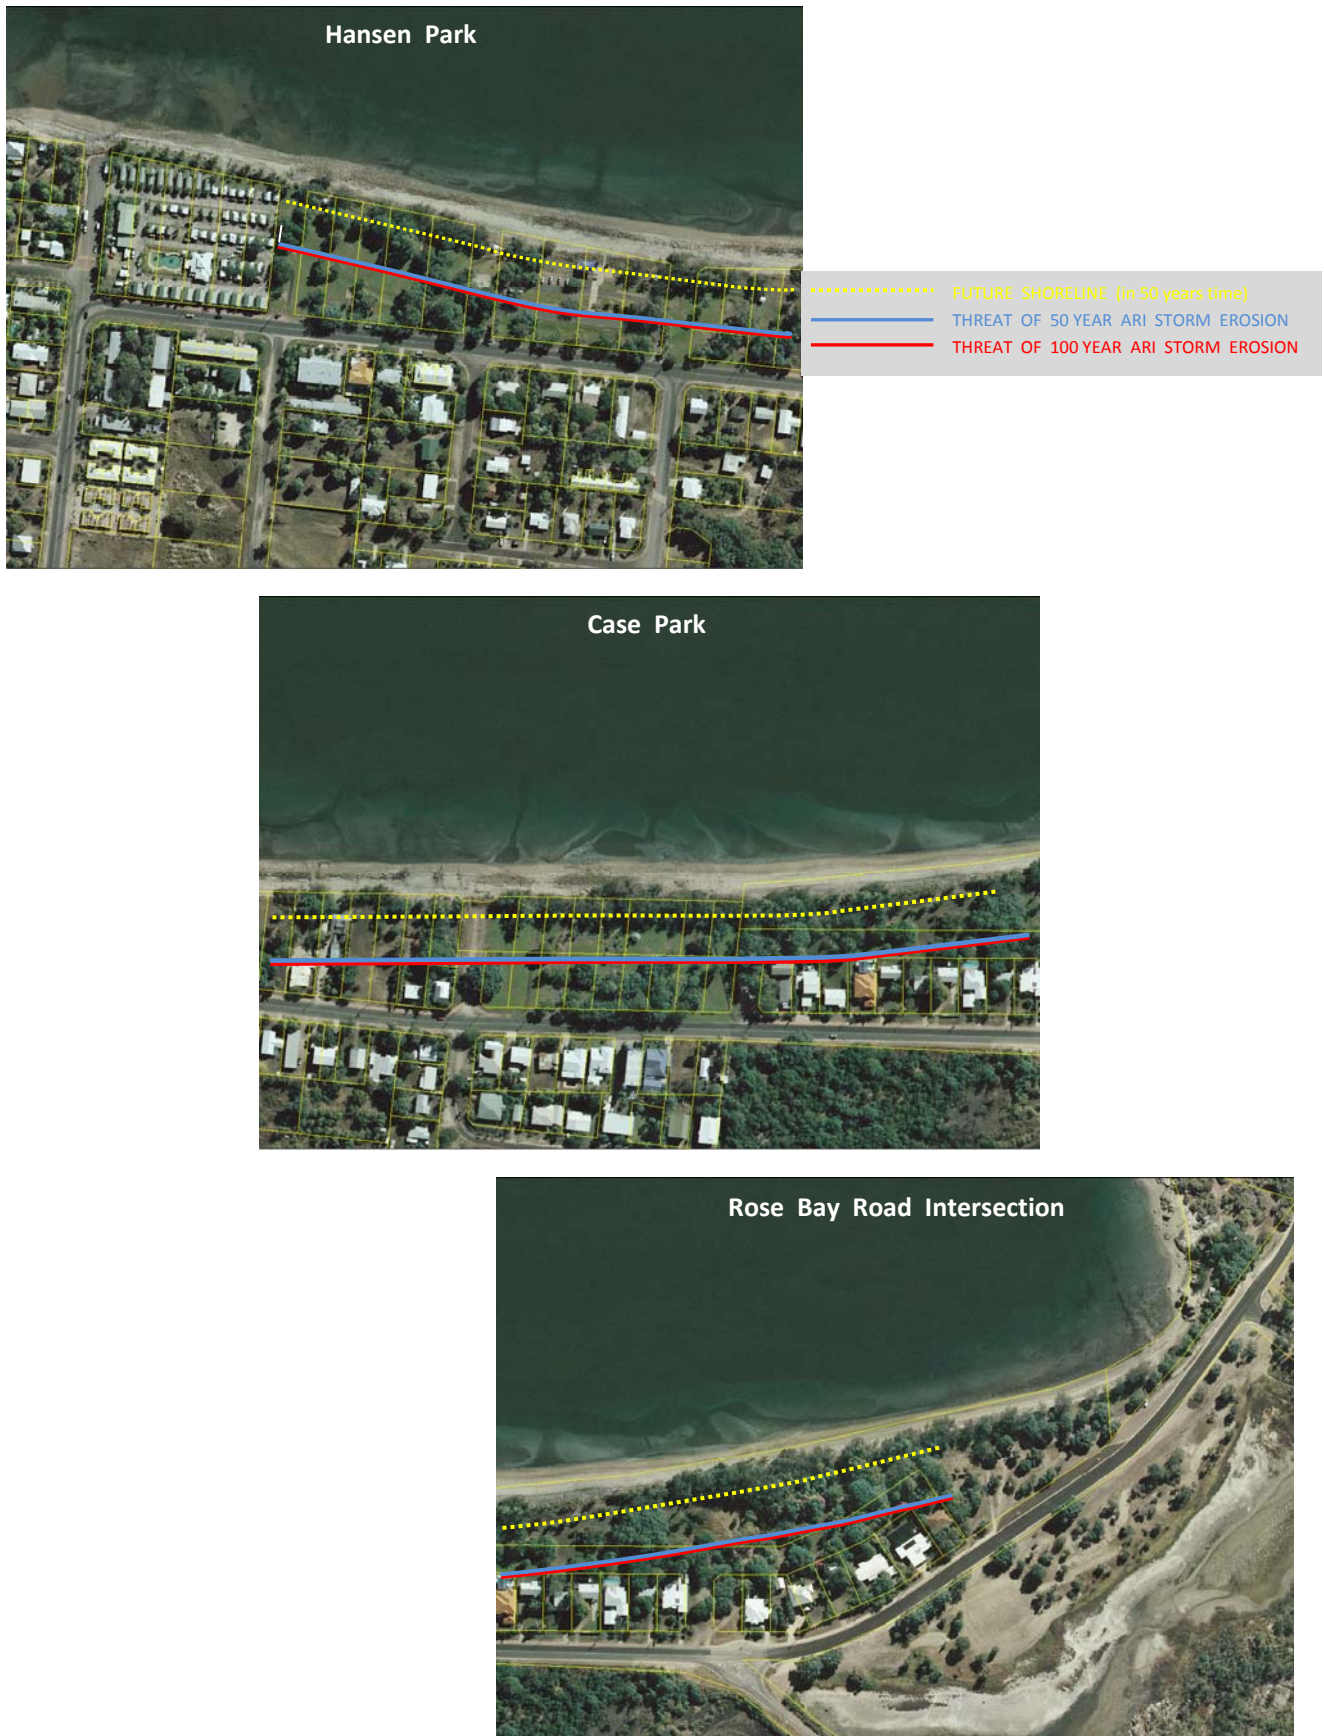 Hansen Park
FUTURE SHORELINE (in 50 years time)
THREAT OF 50 YEAR ARI STORM EROSION
THREAT OF 100 YEAR ARI STORM EROSION
Case Park
Rose Bay Road Intersection